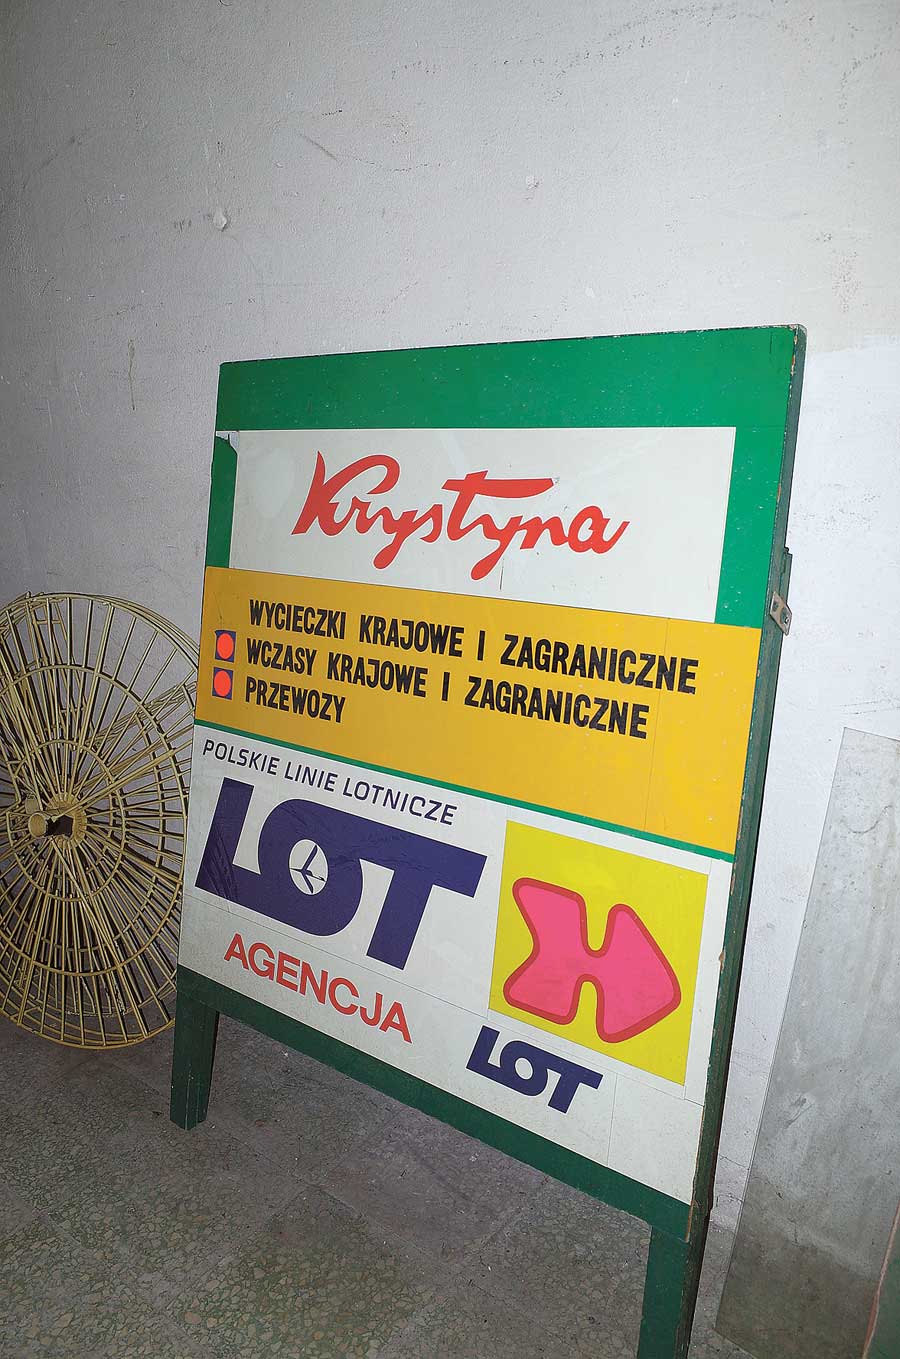 Krystyna
WYCIECZKI KRAJOWE I ZAGRANICZNE
WCZASY KRAJOWE I ZAGRANICZNE
PRZEWOZY
POLSKIE LINIE LOTNICZE
LOT
AGENCJA
LOT